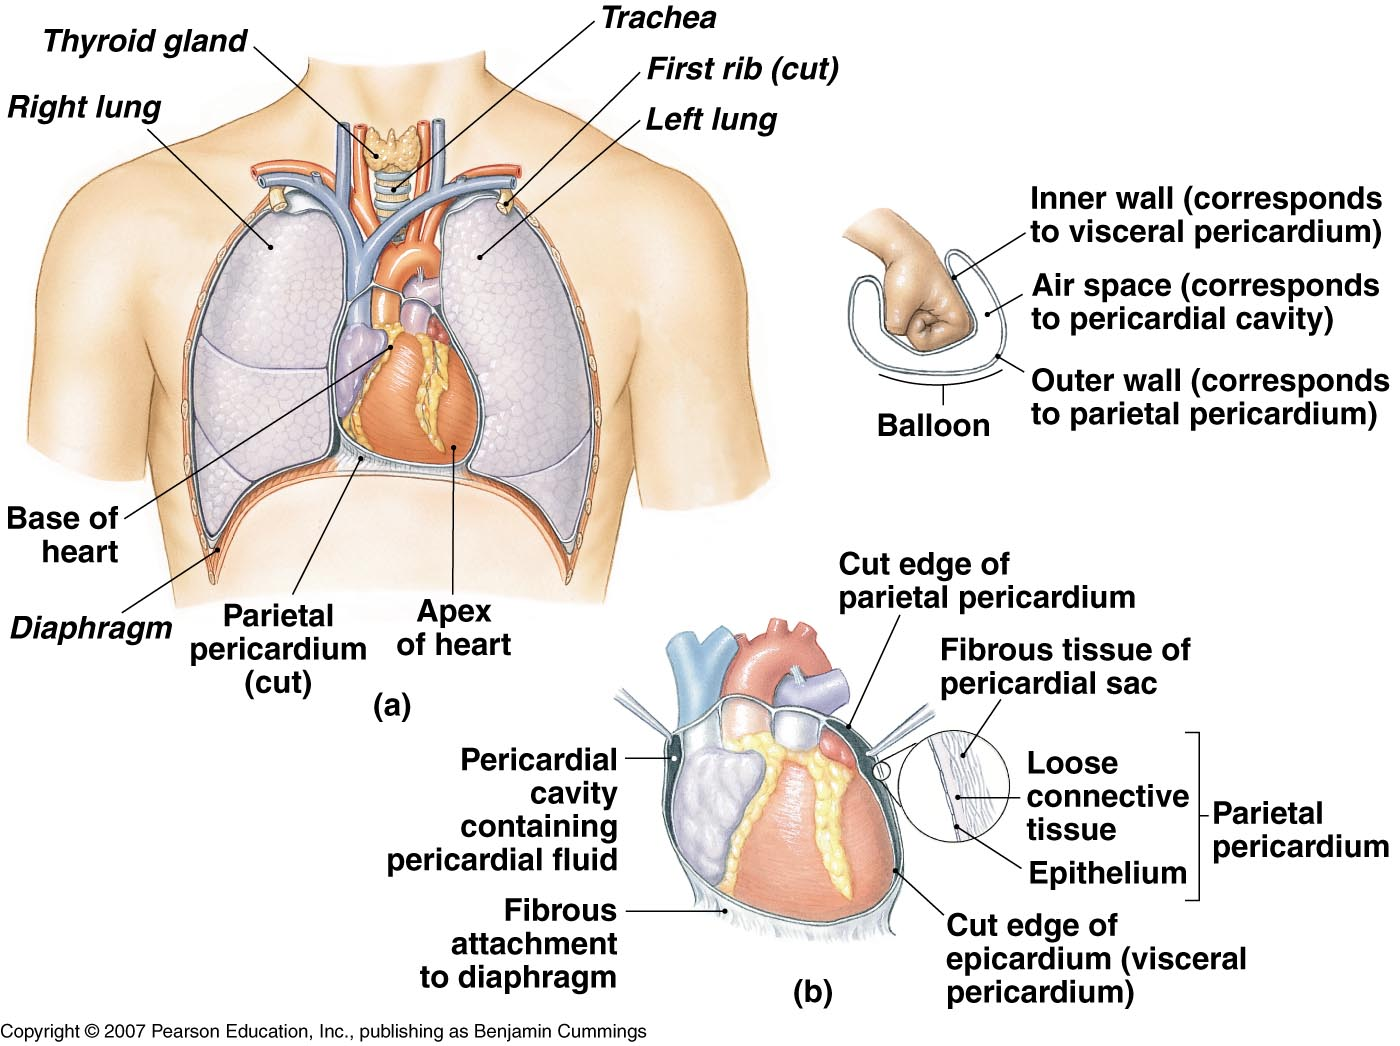 Thyroid gland
Trachea
First rib (cut)
Right lung
Left lung
Base of
heart
Diaphragm
Parietal
pericardium
(cut)
Apex
of heart
(a)
Inner wall (corresponds
to visceral pericardium)
Air space (corresponds
to pericardial cavity)
Outer wall (corresponds
to parietal pericardium)
Balloon
Cut edge of
parietal pericardium
Fibrous tissue of
pericardial sac
Loose
connective
tissue
Epithelium
Parietal
pericardium
Pericardial
cavity
containing
pericardial fluid
Fibrous
attachment
to diaphragm
Cut edge of
epicardium (visceral
pericardium)
(b)
Copyright © 2007 Pearson Education, Inc., publishing as Benjamin Cummings